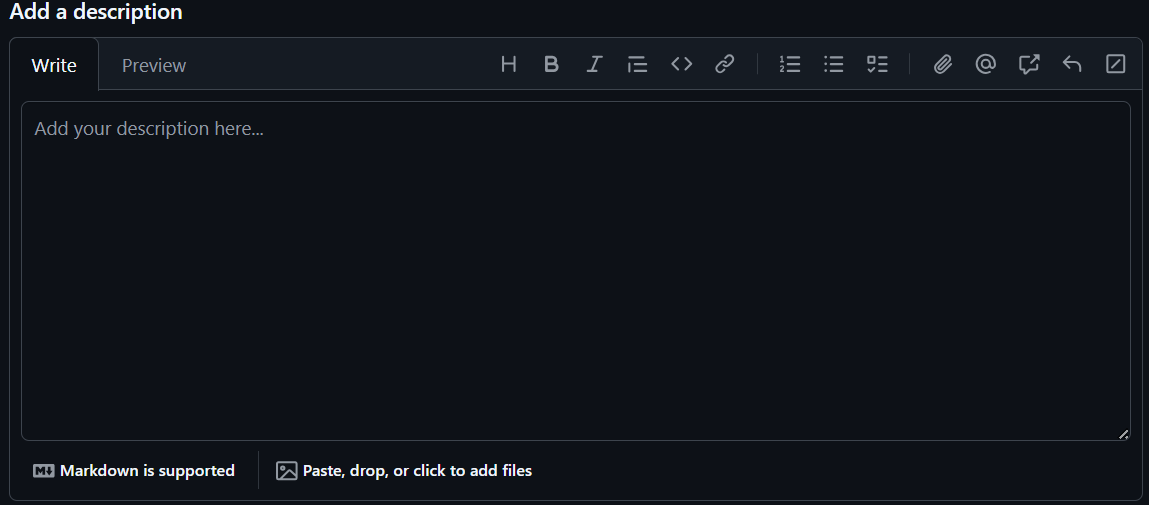 Add a description
Write Preview H B I
Add your description here...
M Markdown is supported Paste, drop, or click to add files